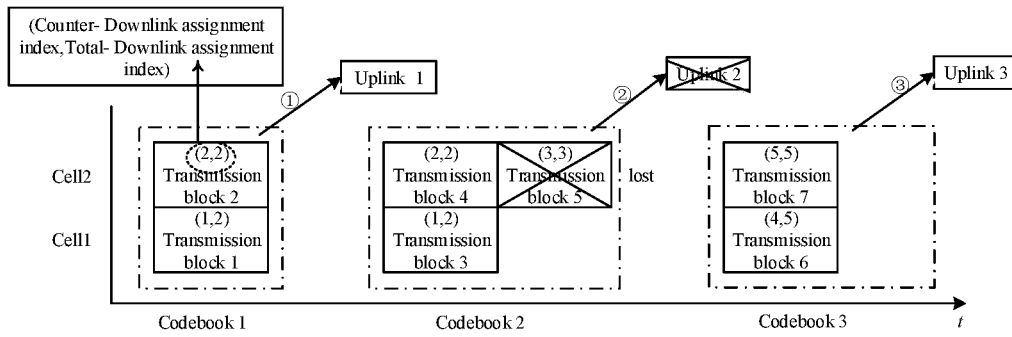 (Counter- Downlink assignment
index,Total- Downlink assignment
index)
Uplink 1
Uplink 2
Uplink 3
①
②
③
Cell2
(2,2)
Transmission
block 2
(2,2)
Transmission
block 4
(3,3)
Transmission
block 5
lost
(5,5)
Transmission
block 7
Cell1
(1,2)
Transmission
block 1
(1,2)
Transmission
block 3
(4,5)
Transmission
block 6
Codebook 1
Codebook 2
Codebook 3
t